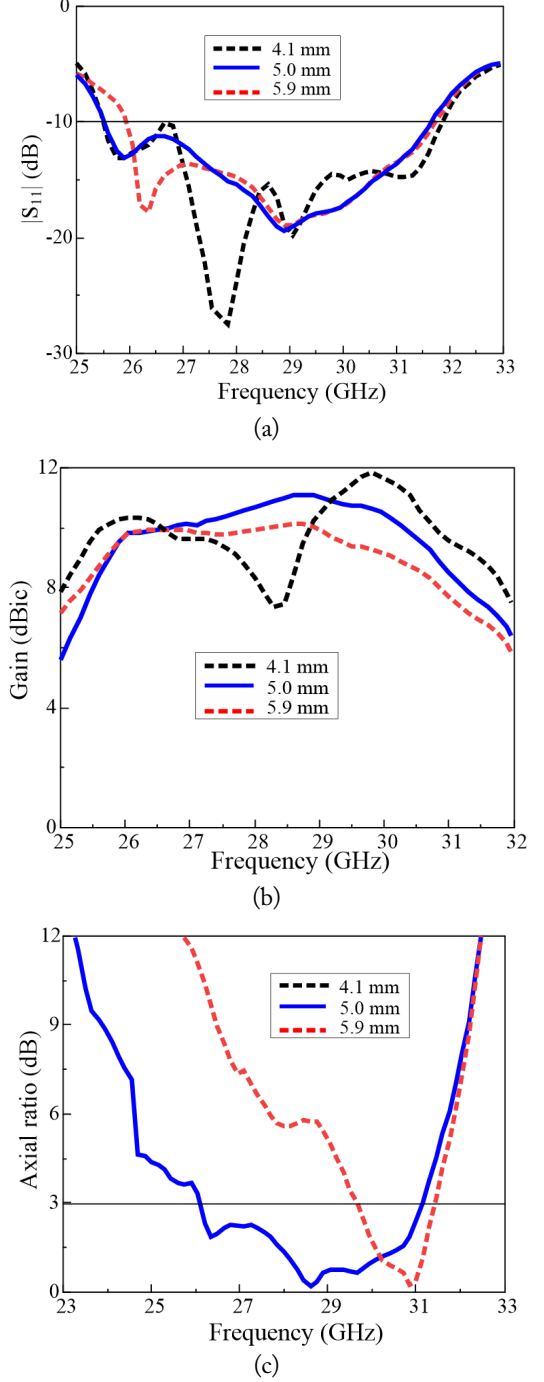 0
-10
-20
-30
|S11| (dB)
4.1 mm
5.0 mm
5.9 mm
25 26 27 28 29 30 31 32 33
Frequency (GHz)
(a)
12
8
4
0
Gain (dBic)
4.1 mm
5.0 mm
5.9 mm
25 26 27 28 29 30 31 32
Frequency (GHz)
(b)
12
9
6
3
0
Axial ratio (dB)
4.1 mm
5.0 mm
5.9 mm
23 25 27 29 31 33
Frequency (GHz)
(c)